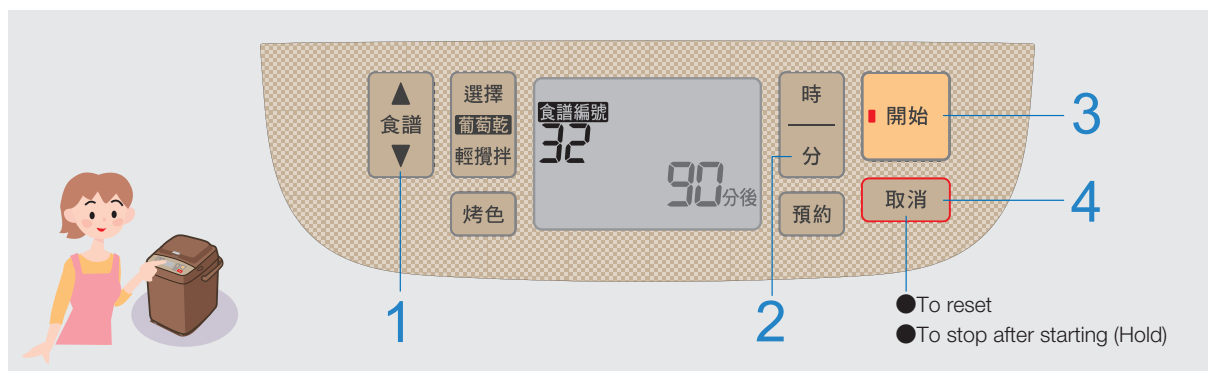 ▲
食譜
▼
選擇
葡萄乾
輕攪拌
烤色
食譜編號
32
90分後
時
分
預約
開始
取消
1
2
3
4
●To reset
●To stop after starting (Hold)